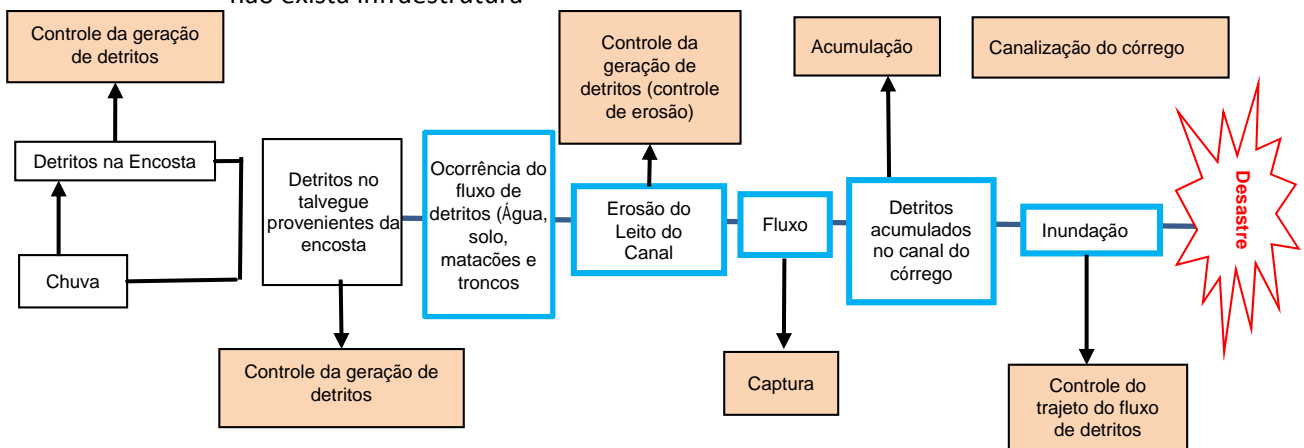 não exista infraestrutura
Controle da geração
de detritos
Controle da
geração de
detritos (controle
de erosão)
Acumulação
Canalização do córrego
Detritos na Encosta
Chuva
Detritos no
talvegue
provenientes da
encosta
Ocorrência do
fluxo de
detritos (Água,
solo,
matacões e
troncos
Erosão do
Leito do
Canal
Fluxo
Detritos
acumulados
no canal do
córrego
Inundação
Desastre
Controle da geração de
detritos
Captura
Controle do
trajeto do fluxo
de detritos